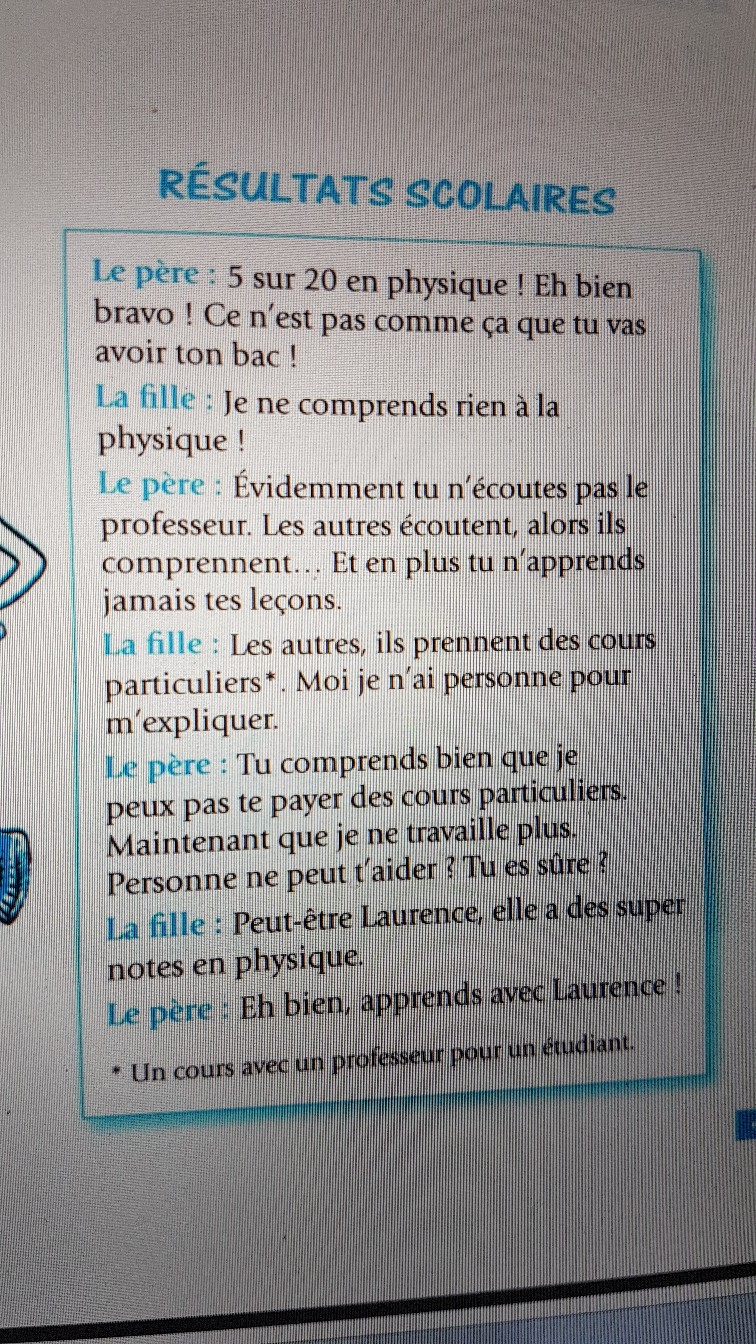 RÉSULTATS SCOLAIRES
Le père : 5 sur 20 en physique ! Eh bien
bravo ! Ce n'est pas comme ça que tu vas
avoir ton bac !
La fille : Je ne comprends rien à la
physique !
Le père : Évidemment tu n'écoutes pas le
professeur. Les autres écoutent, alors ils
comprennent... Et en plus tu n'apprends
jamais tes leçons.
La fille : Les autres, ils prennent des cours
particuliers*. Moi je n'ai personne pour
m'expliquer.
Le père : Tu comprends bien que je
peux pas te payer des cours particuliers.
Maintenant que je ne travaille plus.
Personne ne peut t'aider ? Tu es sûre ?
La fille : Peut-être Laurence, elle a des super
notes en physique.
Le père : Eh bien, apprends avec Laurence !
* Un cours avec un professeur pour un étudiant.